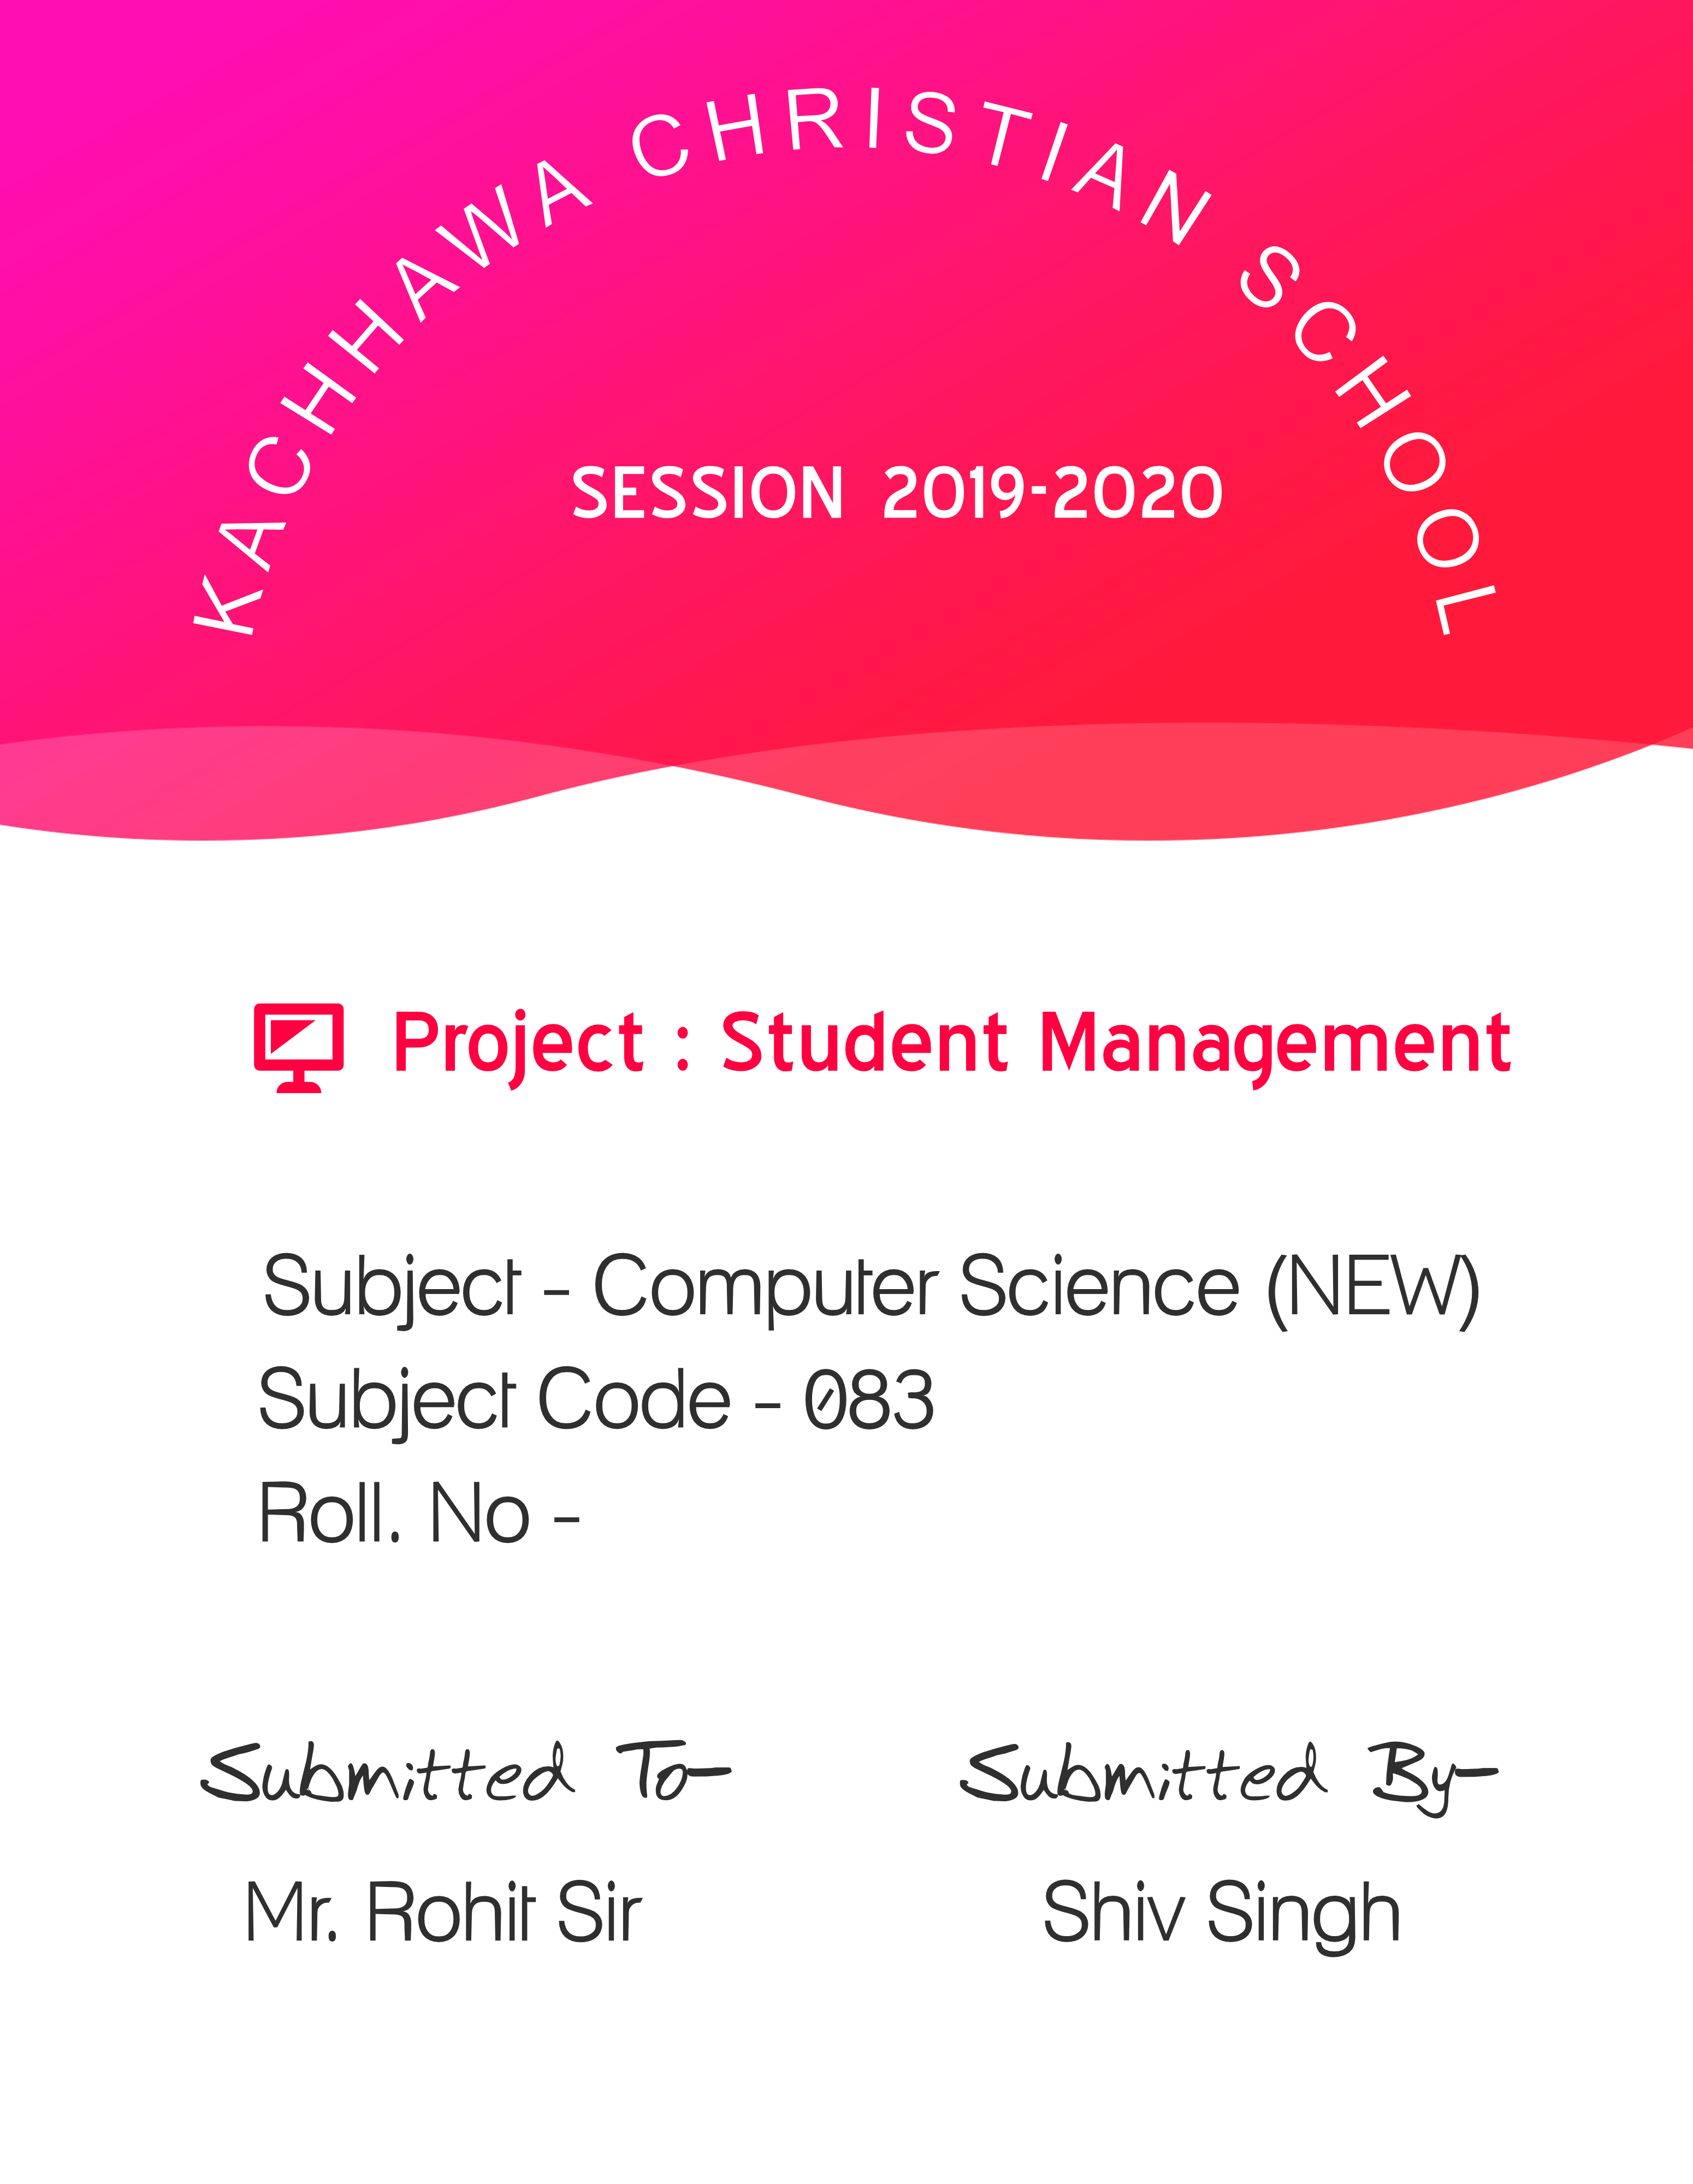 KACHHHAWA CHRISTIAN SCHOOL
SESSION 2019-2020
Project : Student Management
Subject - Computer Science (NEW)
Subject Code - 083
Roll. No -
Submitted To- Submitted By-
Mr. Rohit Sir Shiv Singh